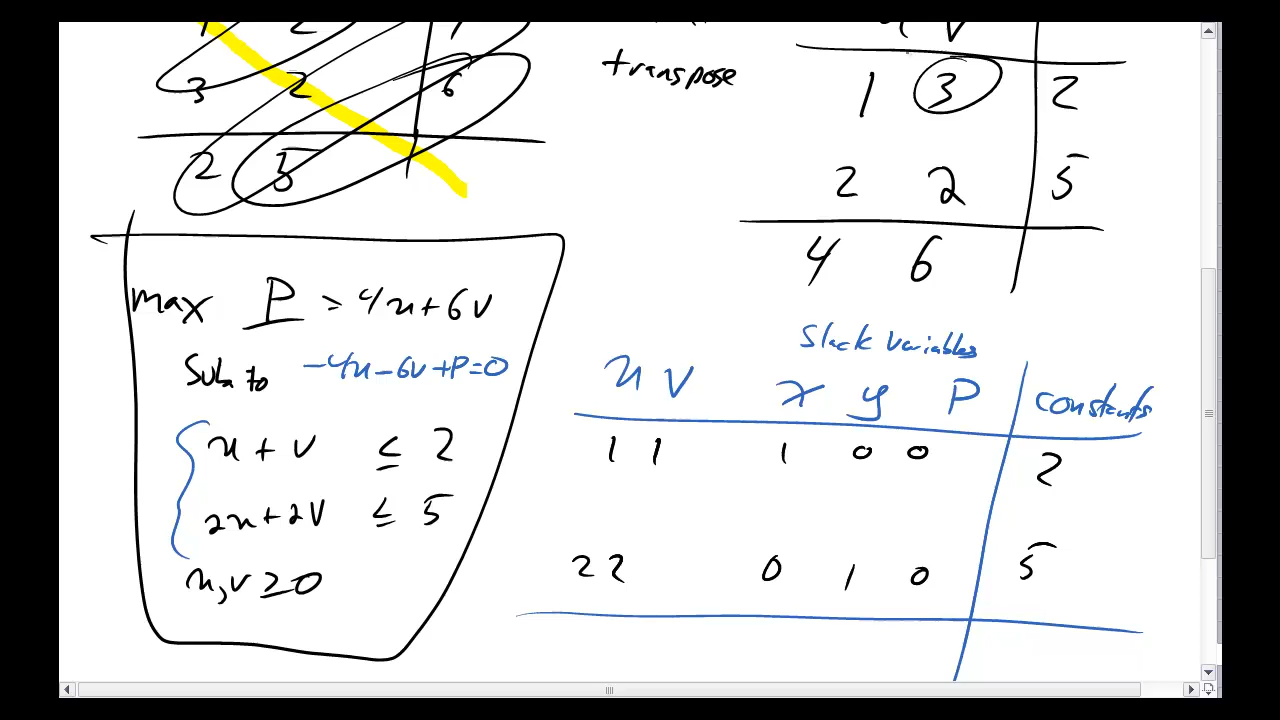 3 2 6
2 5
transpose
u v
1 3 2
2 2 5
4 6
max P = 4u + 6v
Sub. to -4u - 6v + P = 0
u + v ≤ 2
2u + 2v ≤ 5
u, v ≥ 0
Slack Variables
u v x y P constants
1 1 1 0 0 2
2 2 0 1 0 5